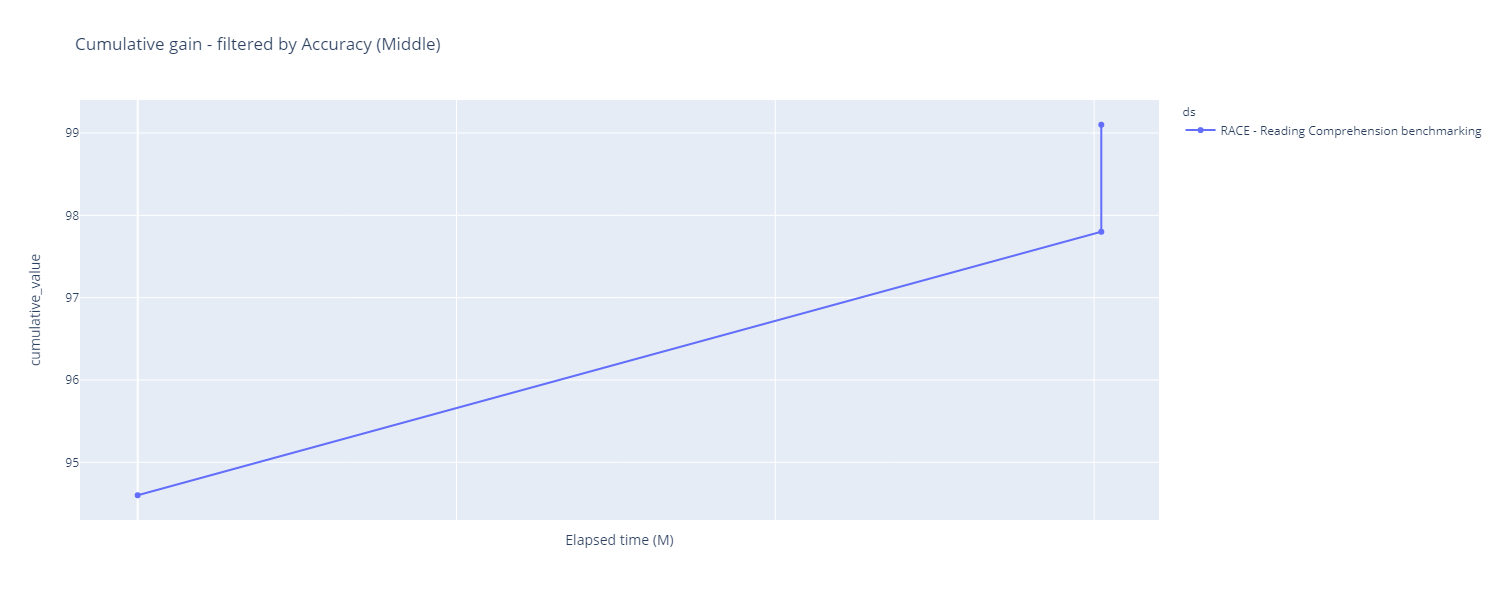 Cumulative gain - filtered by Accuracy (Middle)
ds
RACE - Reading Comprehension benchmarking
99
98
97
96
95
cumulative_value
Elapsed time (M)